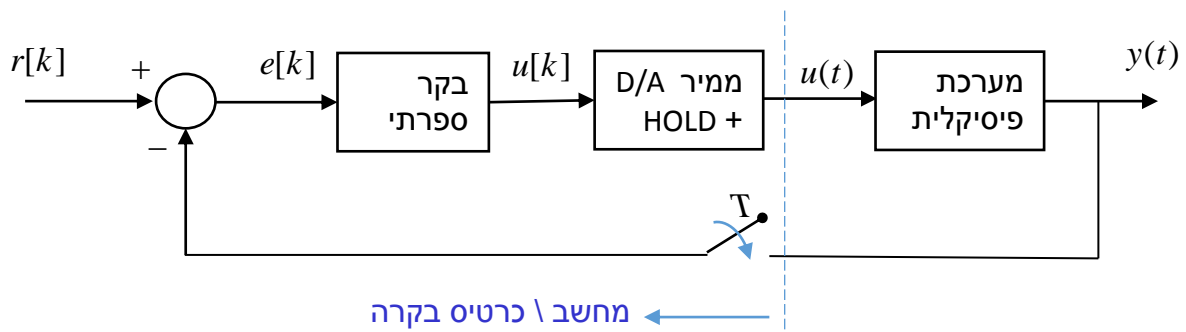 r[k]
+
−
e[k]
בקר
ספרתי
u[k]
ממיר D/A
+ HOLD
u(t)
מערכת
פיסיקלית
y(t)
T
מחשב \ כרטיס בקרה